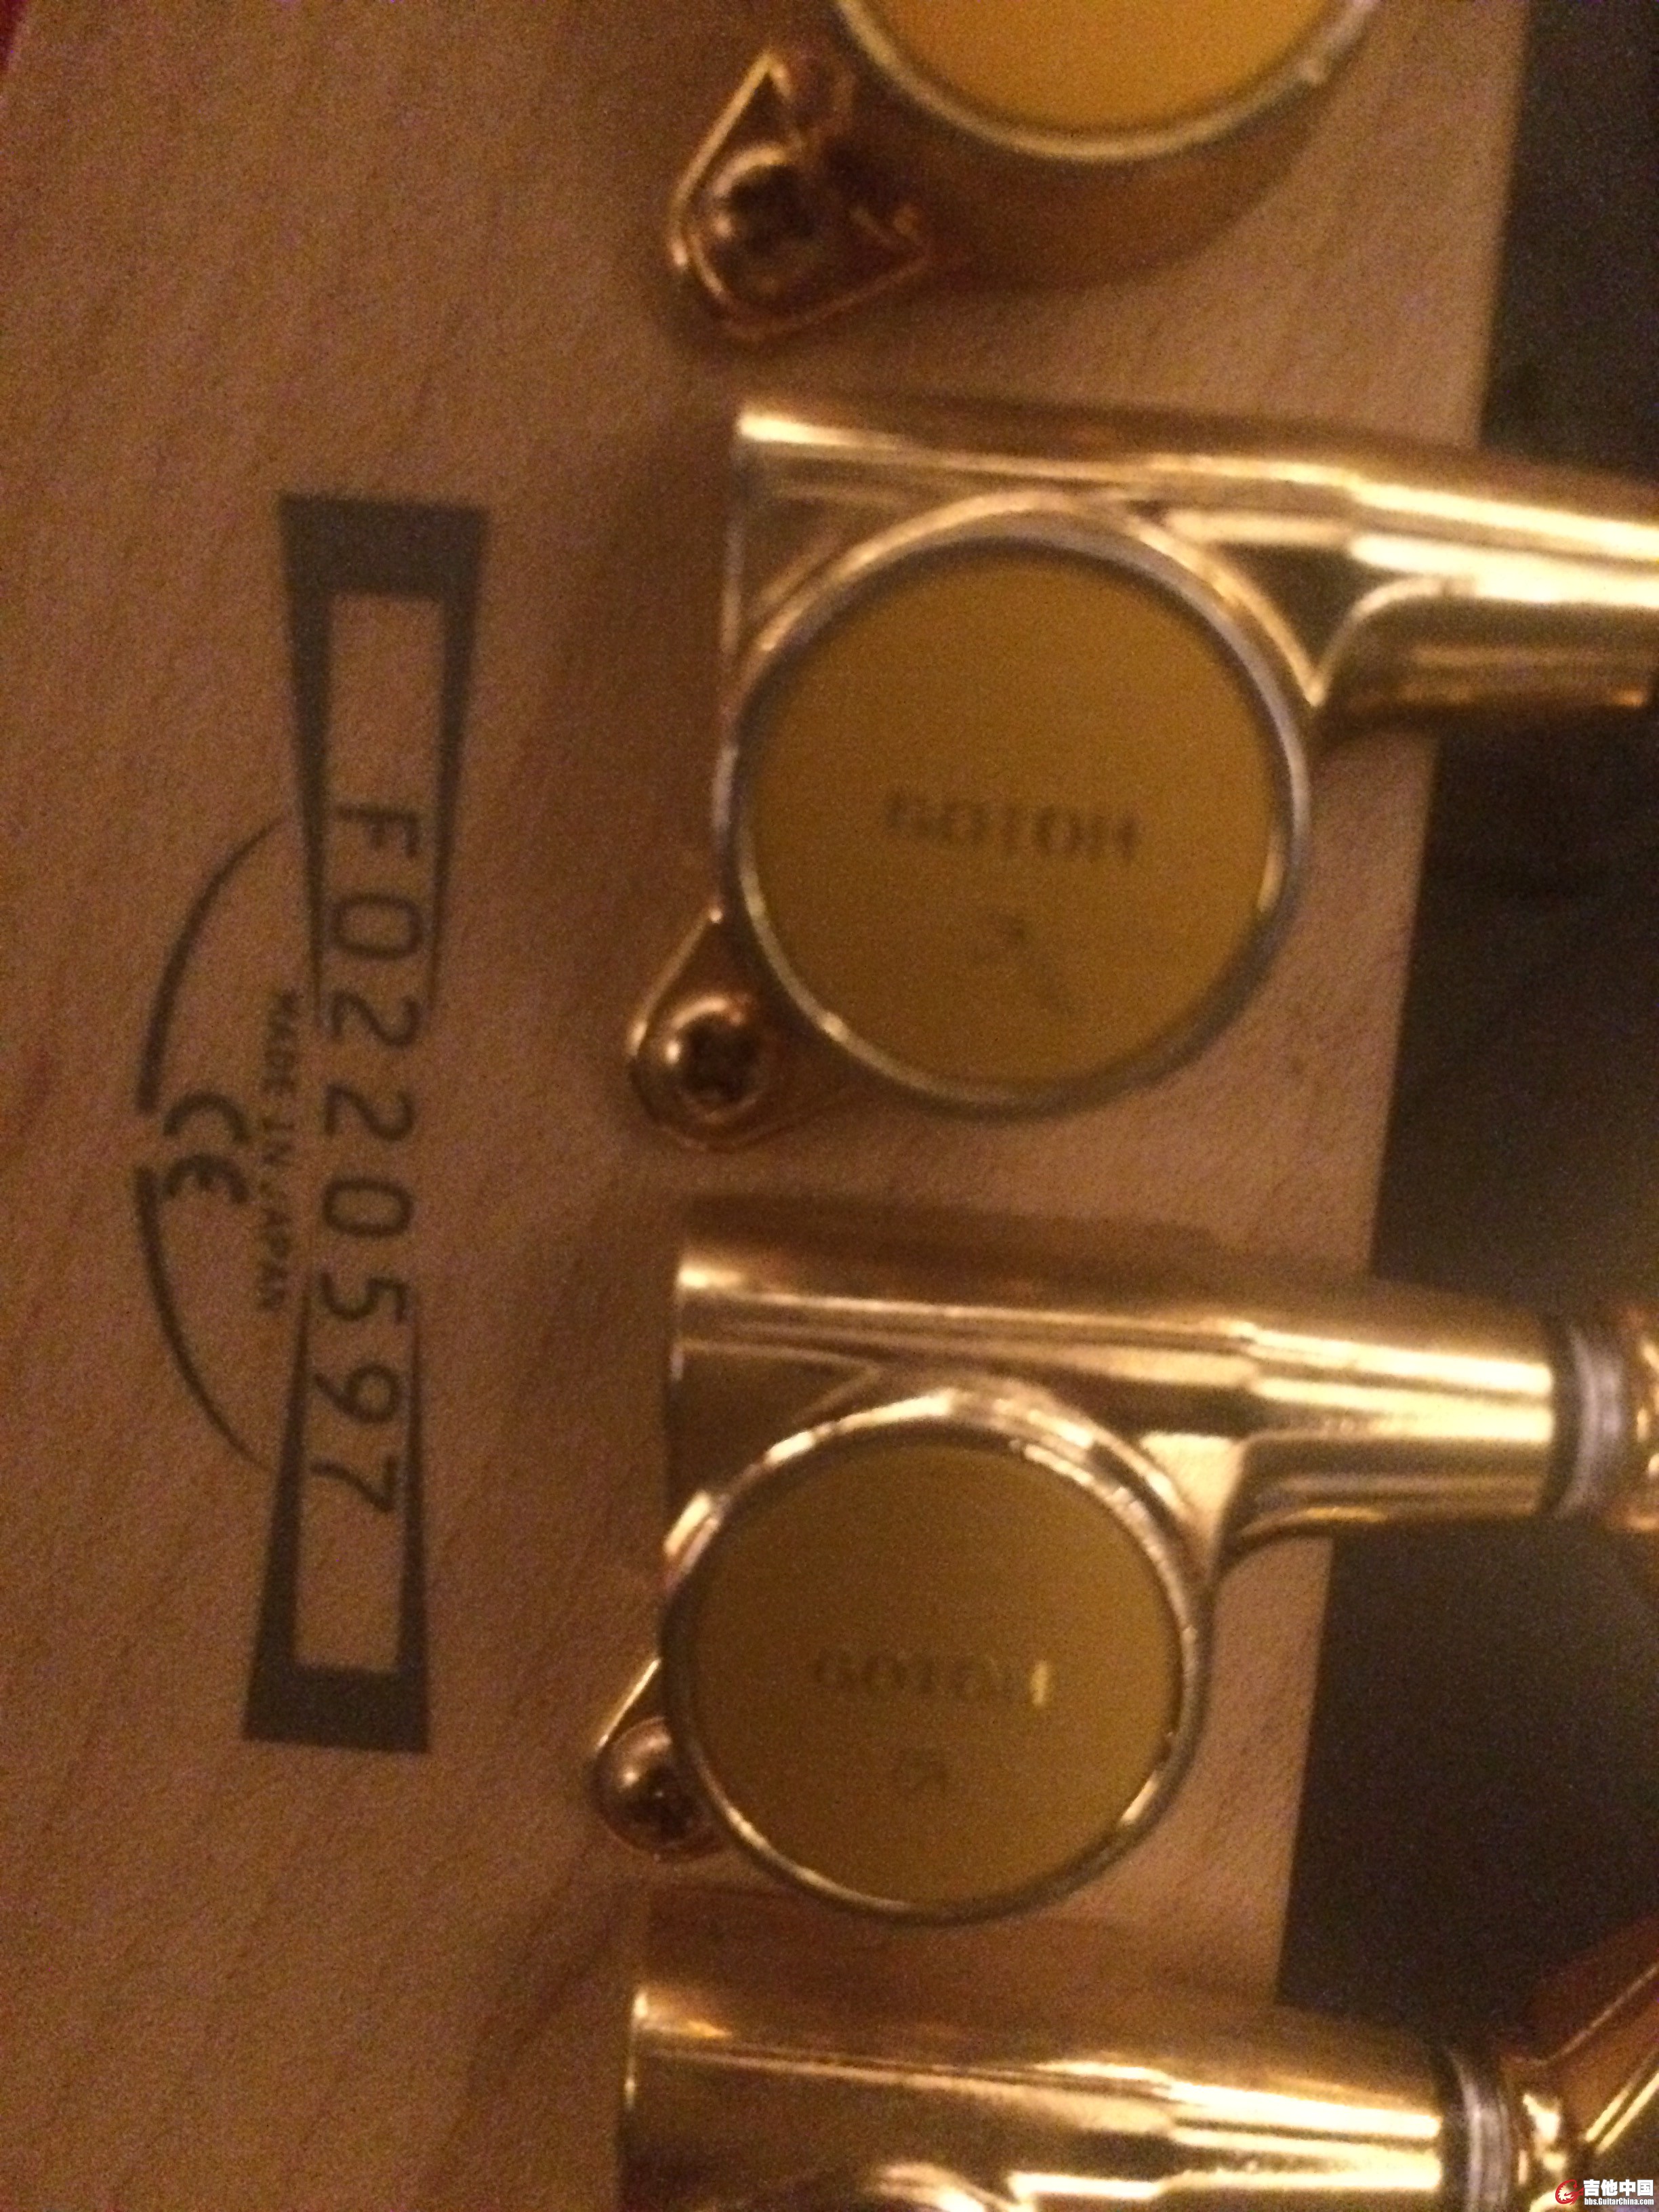 F0220597
MADE IN JAPAN
CE
GOTOH
GOTOH
吉他中国
bbs.GuitarChina.com